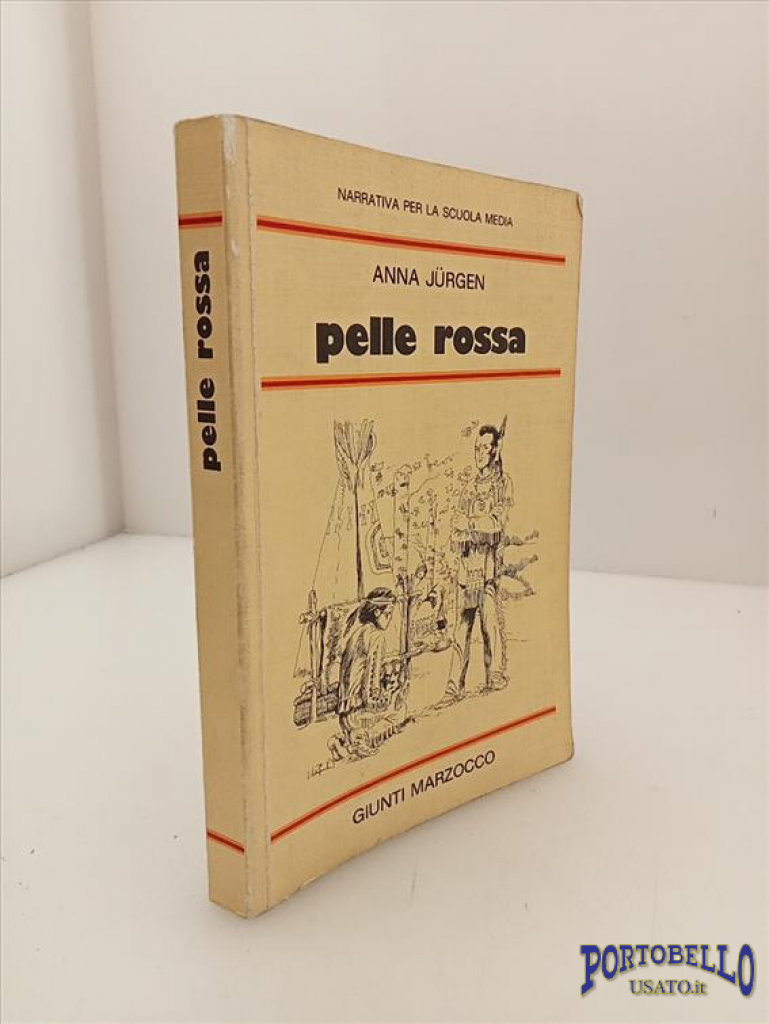 pelle rossa
NARRATIVA PER LA SCUOLA MEDIA
ANNA JÜRGEN
pelle rossa
GIUNTI MARZOCCO
PORTOBELLO
USATO.it